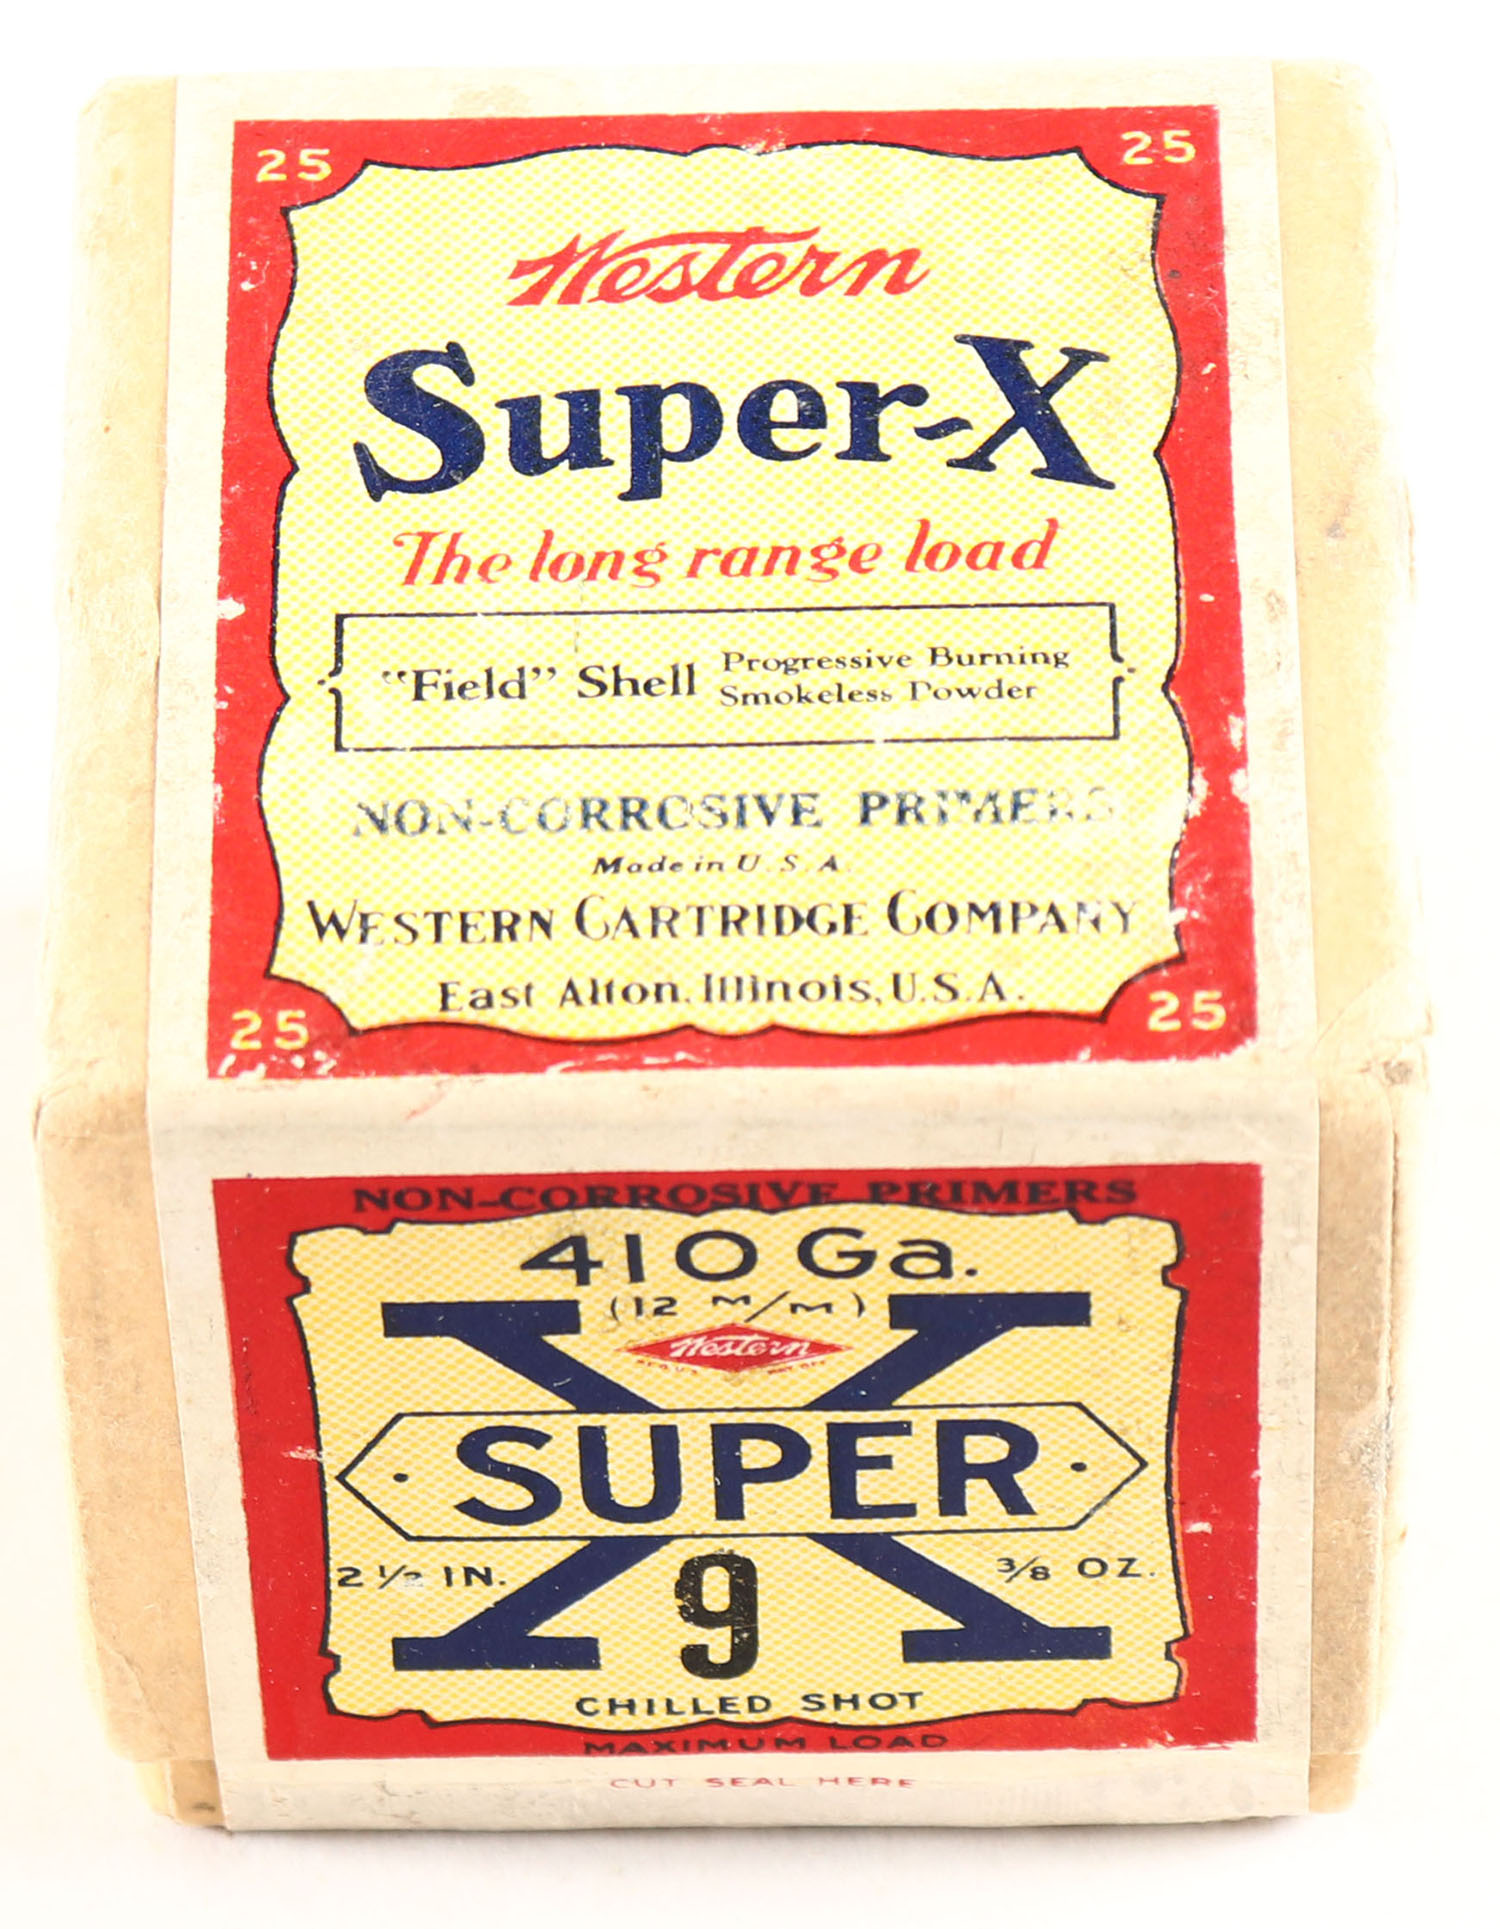 25 25
Western
Super-X
The long range load
"Field" Shell Progressive Burning
Smokeless Powder
NON-CORROSIVE PRIMERS
Made in U.S.A.
WESTERN CARTRIDGE COMPANY
East Alton, Illinois, U.S.A.
25 25
NON-CORROSIVE PRIMERS
410 Ga.
(12 M/M)
Western
X
SUPER
2 1/2 IN. 9 3/8 OZ.
CHILLED SHOT
MAXIMUM LOAD
CUT SEAL HERE